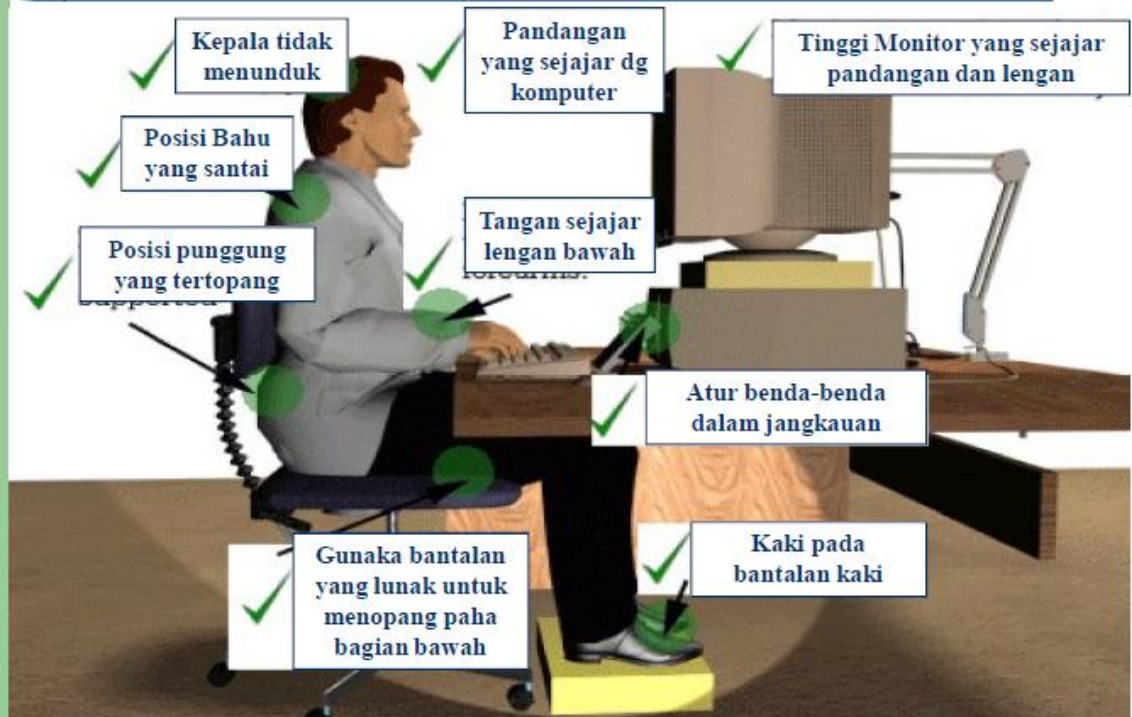 Kepala tidak
menunduk
Pandangan
yang sejajar dg
komputer
Tinggi Monitor yang sejajar
pandangan dan lengan
Posisi Bahu
yang santai
Tangan sejajar
lengan bawah
forearms.
Posisi punggung
yang tertopang
supported
Atur benda-benda
dalam jangkauan
Gunaka bantalan
yang lunak untuk
menopang paha
bagian bawah
Kaki pada
bantalan kaki